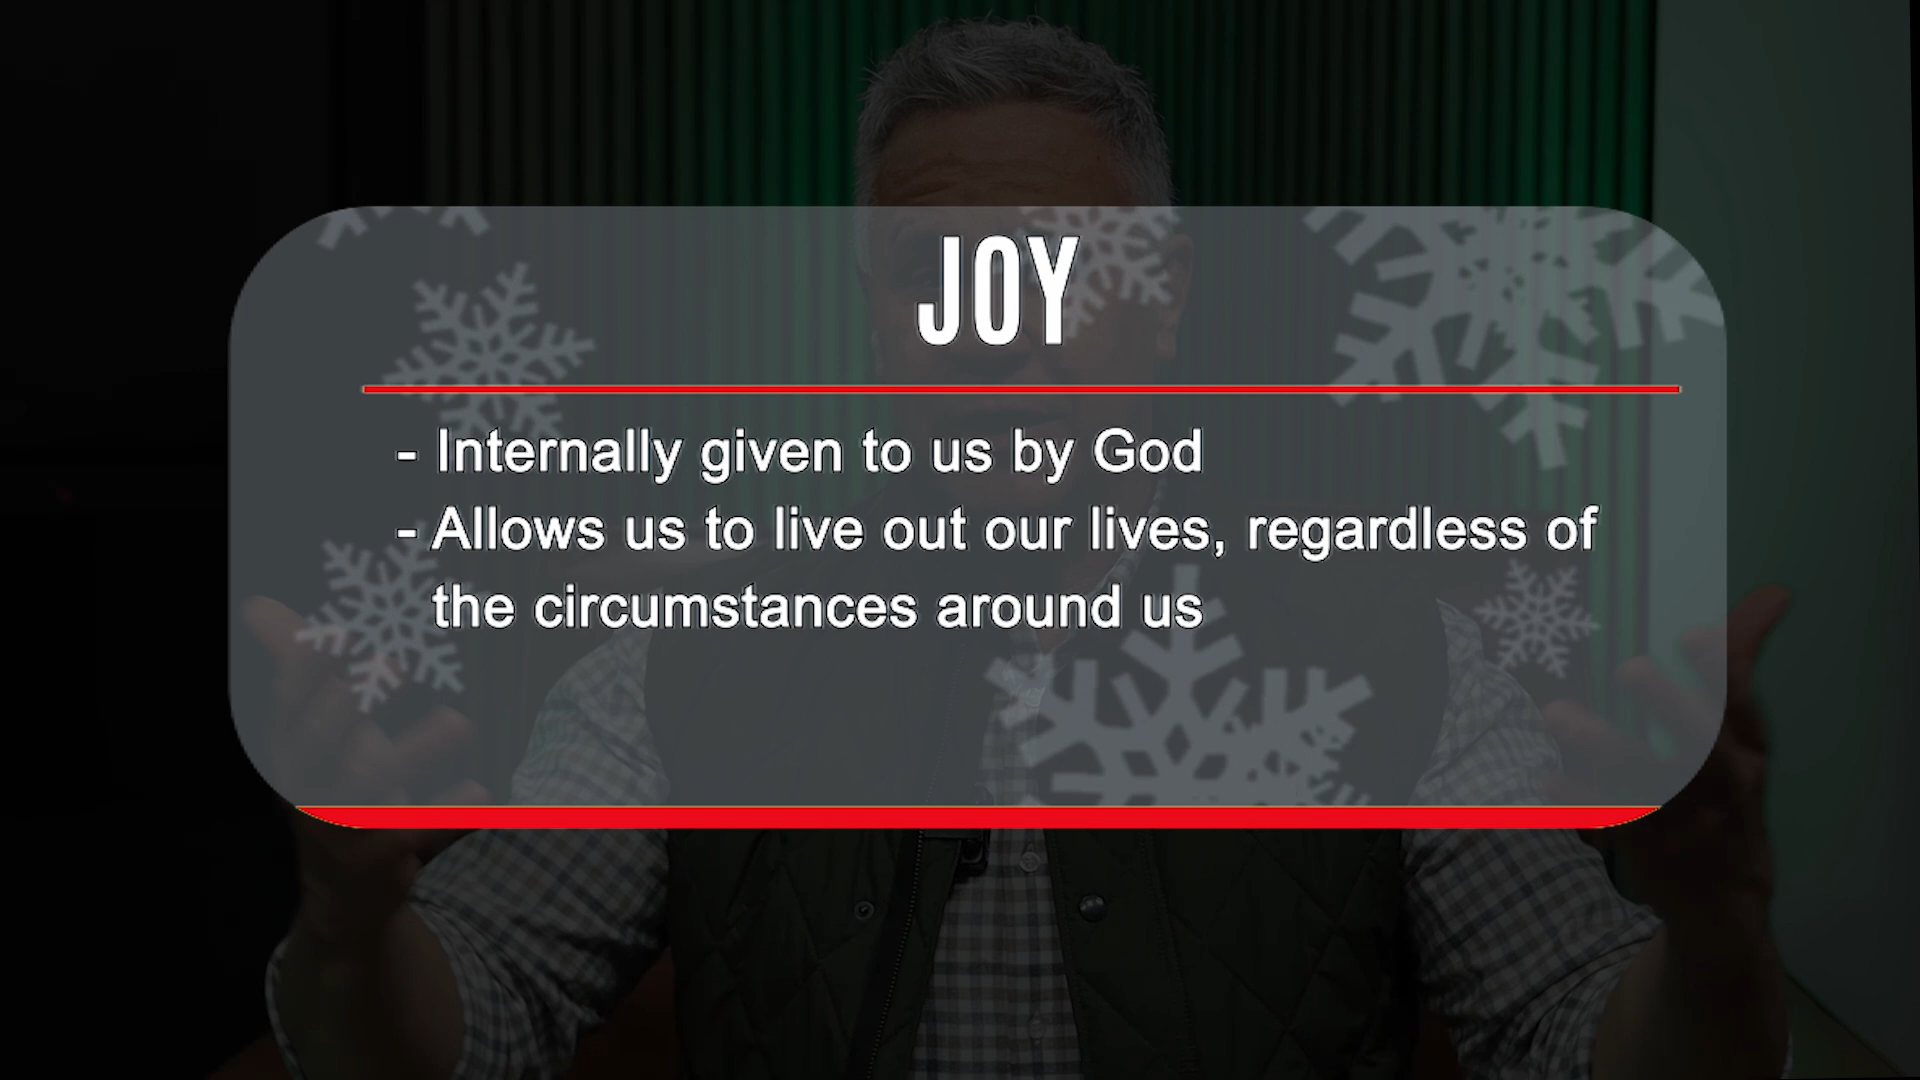 JOY
- Internally given to us by God
- Allows us to live out our lives, regardless of
the circumstances around us